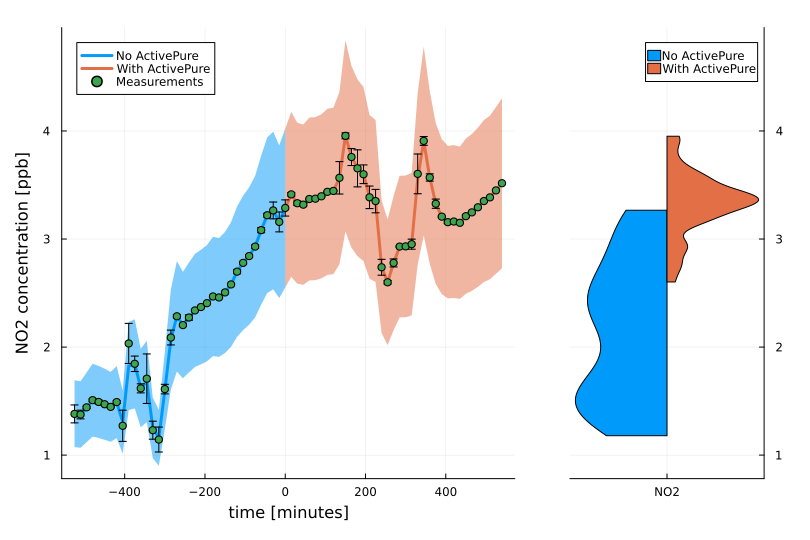 No ActivePure
With ActivePure
Measurements
No ActivePure
With ActivePure
4
3
2
1
NO2 concentration [ppb]
−400
−200
0
200
400
time [minutes]
4
3
2
1
NO2